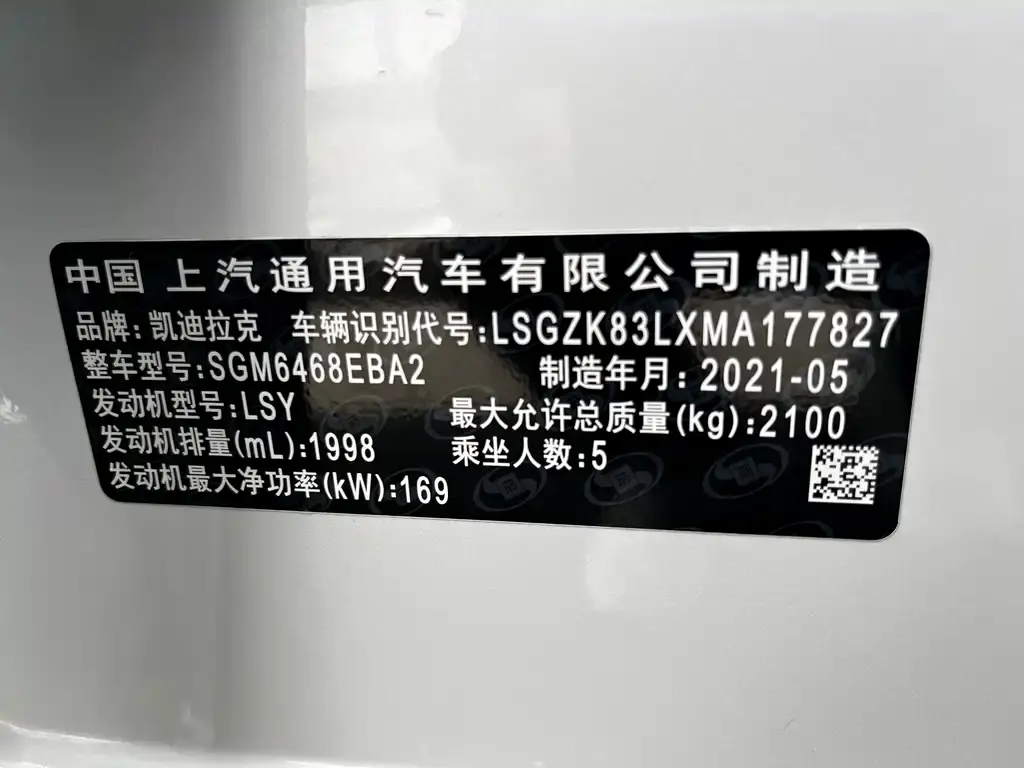 中国 上汽通用汽车有限公司制造
品牌: 凯迪拉克 车辆识别代号:LSGZK83LXMA177827
整车型号:SGM6468EBA2 制造年月: 2021-05
发动机型号:LSY 最大允许总质量(kg):2100
发动机排量(mL):1998 乘坐人数:5
发动机最大净功率(kW):169